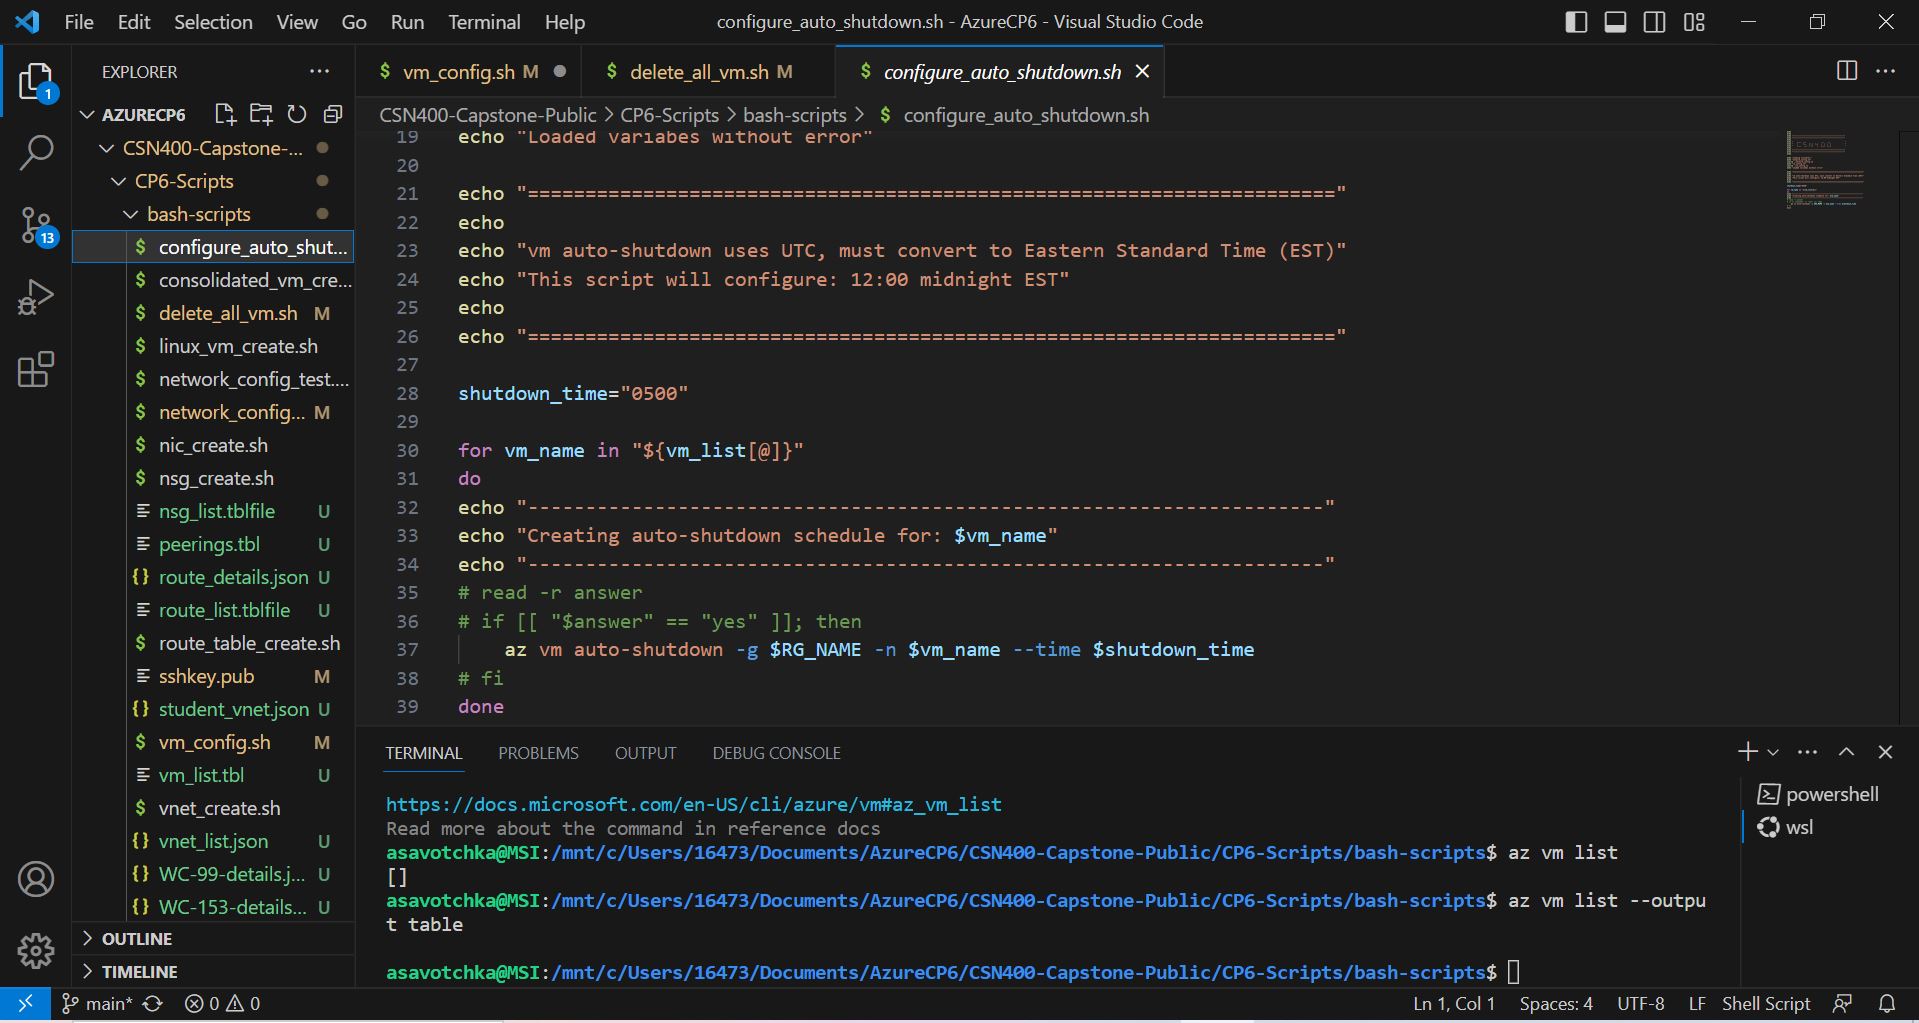 File Edit Selection View Go Run Terminal Help
configure_auto_shutdown.sh - AzureCP6 - Visual Studio Code
EXPLORER
AZURECP6
CSN400-Capstone-...
CP6-Scripts
bash-scripts
configure_auto_shut...
consolidated_vm_cre...
delete_all_vm.sh M
linux_vm_create.sh
network_config_test....
network_config... M
nic_create.sh
nsg_create.sh
nsg_list.tblfile U
peerings.tbl U
route_details.json U
route_list.tblfile U
route_table_create.sh
sshkey.pub M
student_vnet.json U
vm_config.sh M
vm_list.tbl U
vnet_create.sh
vnet_list.json U
WC-99-details.j... U
WC-153-details... U
OUTLINE
TIMELINE
1
13
$ vm_config.sh M
$ delete_all_vm.sh M
$ configure_auto_shutdown.sh
CSN400-Capstone-Public > CP6-Scripts > bash-scripts > $ configure_auto_shutdown.sh
19 echo "Loaded variabes without error"
20
21 echo "======================================================================"
22 echo
23 echo "vm auto-shutdown uses UTC, must convert to Eastern Standard Time (EST)"
24 echo "This script will configure: 12:00 midnight EST"
25 echo
26 echo "======================================================================"
27
28 shutdown_time="0500"
29
30 for vm_name in "${vm_list[@]}"
31 do
32 echo "---------------------------------------------------------------------"
33 echo "Creating auto-shutdown schedule for: $vm_name"
34 echo "---------------------------------------------------------------------"
35 # read -r answer
36 # if [[ "$answer" == "yes" ]]; then
37 az vm auto-shutdown -g $RG_NAME -n $vm_name --time $shutdown_time
38 # fi
39 done
TERMINAL PROBLEMS OUTPUT DEBUG CONSOLE
https://docs.microsoft.com/en-US/cli/azure/vm#az_vm_list
Read more about the command in reference docs
asavotchka@MSI:/mnt/c/Users/16473/Documents/AzureCP6/CSN400-Capstone-Public/CP6-Scripts/bash-scripts$ az vm list
[]
asavotchka@MSI:/mnt/c/Users/16473/Documents/AzureCP6/CSN400-Capstone-Public/CP6-Scripts/bash-scripts$ az vm list --outpu
t table
asavotchka@MSI:/mnt/c/Users/16473/Documents/AzureCP6/CSN400-Capstone-Public/CP6-Scripts/bash-scripts$
powershell
wsl
main* 0 0
Ln 1, Col 1 Spaces: 4 UTF-8 LF Shell Script